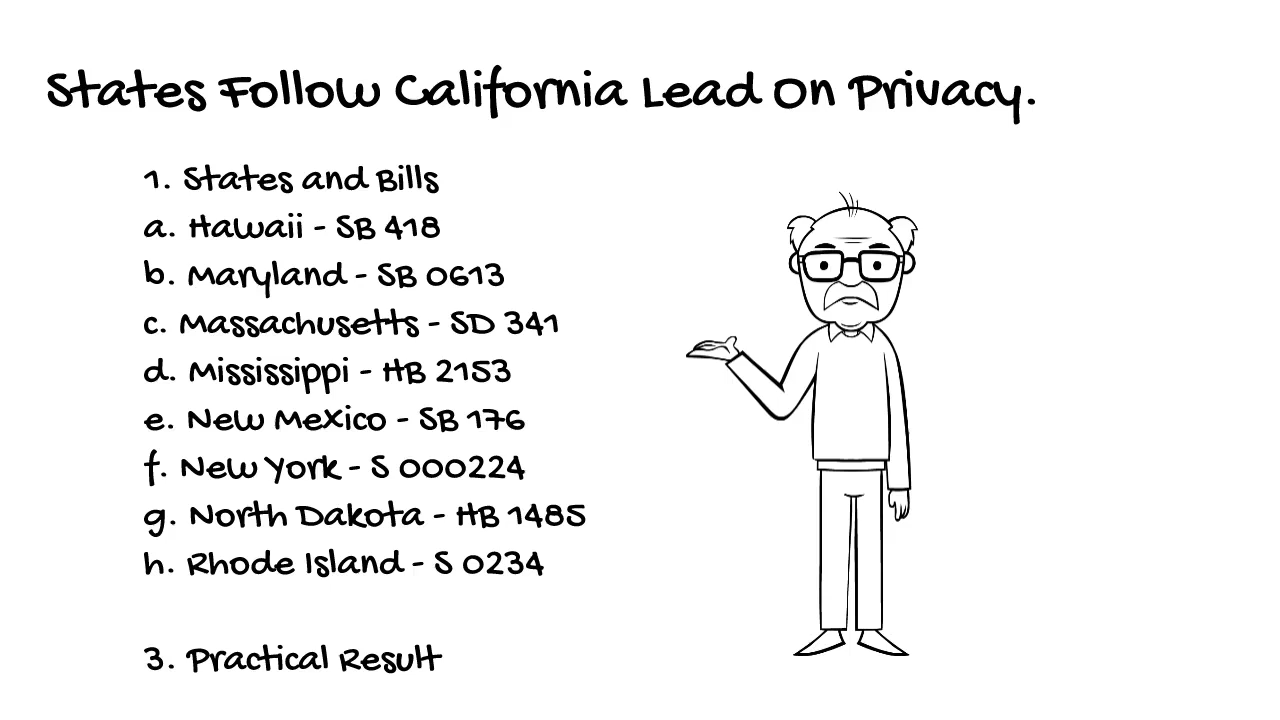 States Follow California Lead On Privacy.
1. States and Bills
a. Hawaii - SB 418
b. Maryland - SB 0613
c. Massachusetts - SD 341
d. Mississippi - HB 2153
e. New Mexico - SB 176
f. New York - S 000224
g. North Dakota - HB 1485
h. Rhode Island - S 0234
3. Practical Result